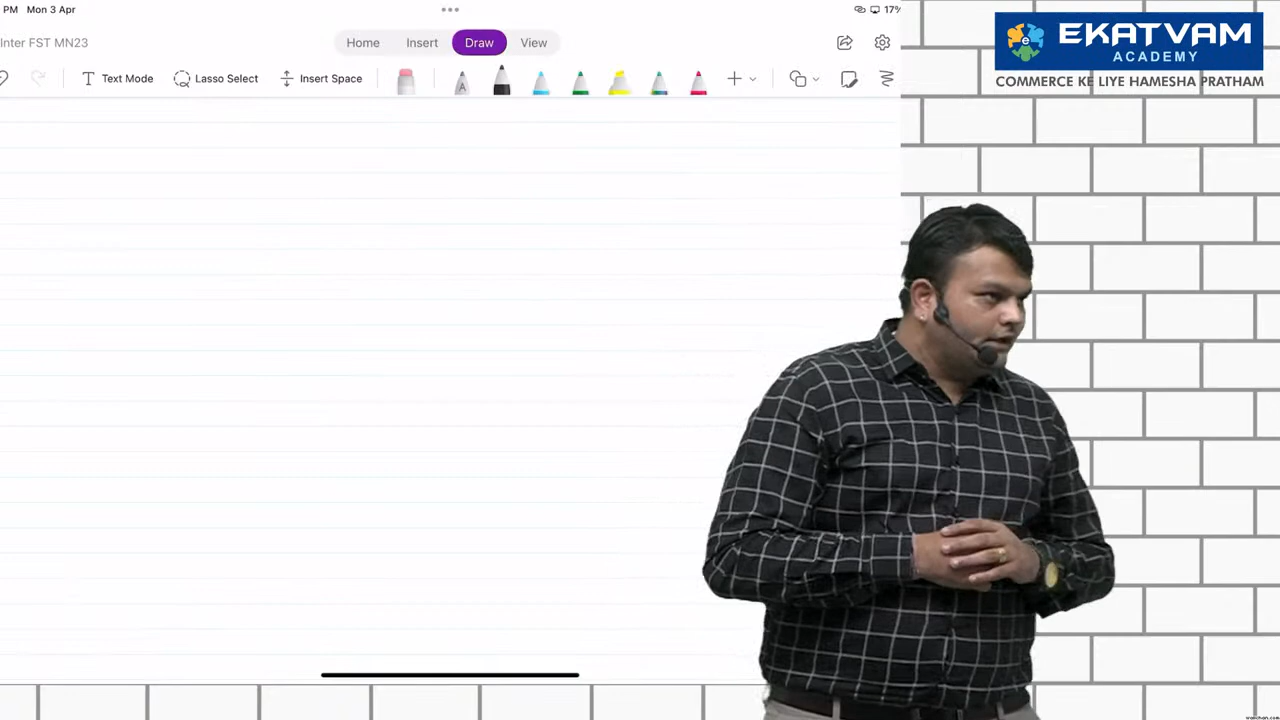 PM Mon 3 Apr
17%
Inter FST MN23
Home Insert Draw View
Text Mode Lasso Select Insert Space
A
e
EKATVAM
ACADEMY
COMMERCE KE LIYE HAMESHA PRATHAM